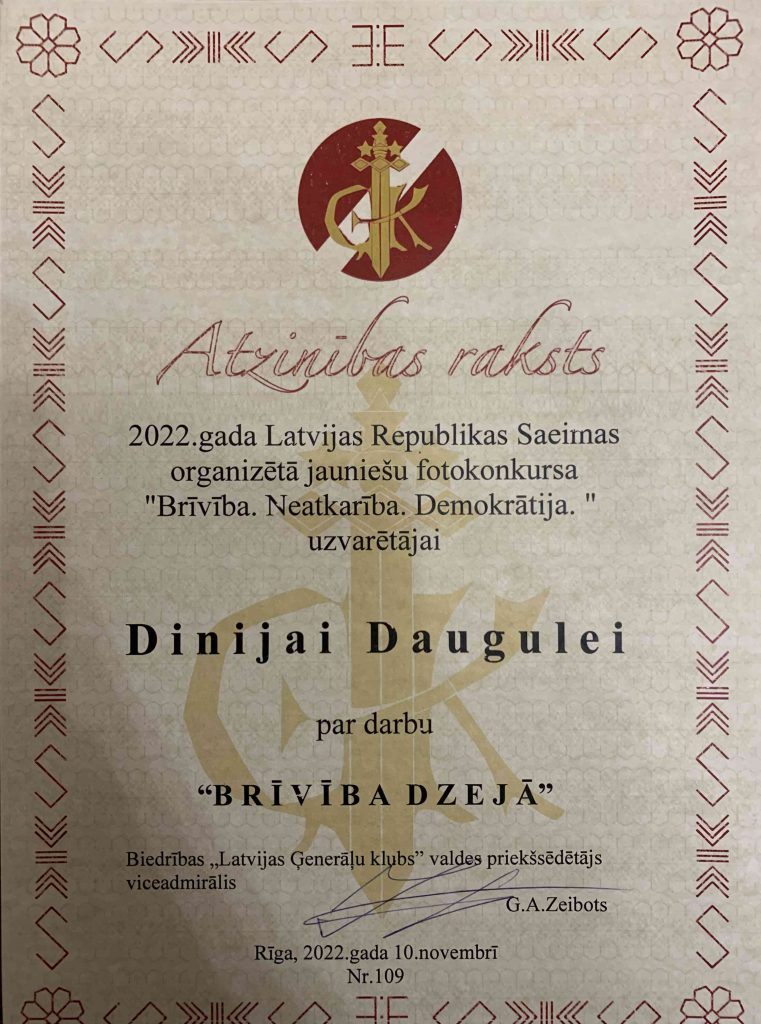 ĢK
Atzinības raksts
2022.gada Latvijas Republikas Saeimas
organizētā jauniešu fotokonkursa
"Brīvība. Neatkarība. Demokrātija. "
uzvarētājai
Dinijai Daugulei
par darbu
“BRĪVĪBA DZEJĀ”
Biedrības „Latvijas Ģenerāļu klubs” valdes priekšsēdētājs
viceadmirālis
G.A.Zeibots
Rīga, 2022.gada 10.novembrī
Nr.109